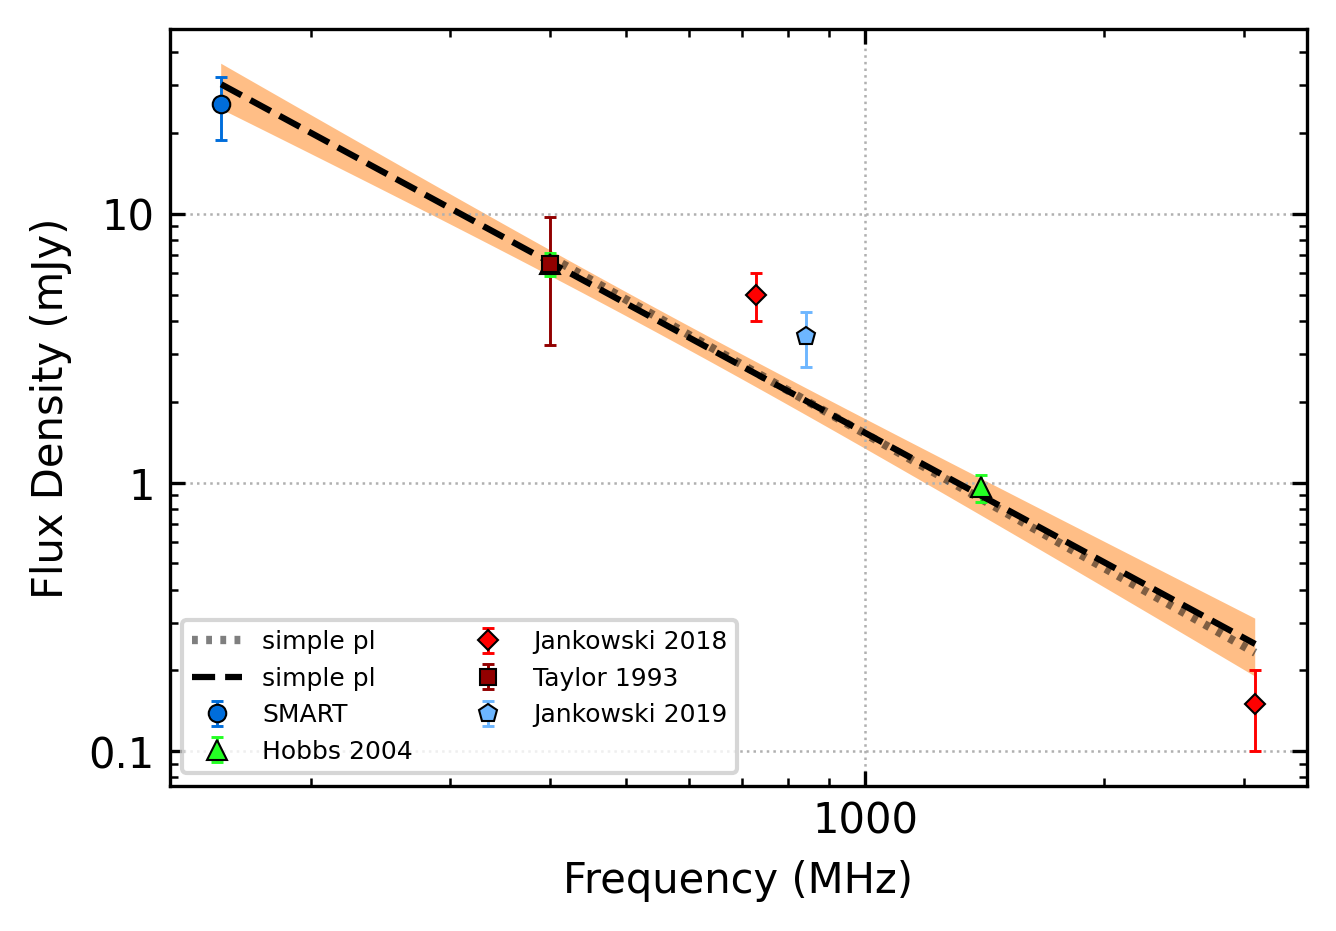 Flux Density (mJy)
10
1
0.1
simple pl
simple pl
SMART
Hobbs 2004
Jankowski 2018
Taylor 1993
Jankowski 2019
1000
Frequency (MHz)